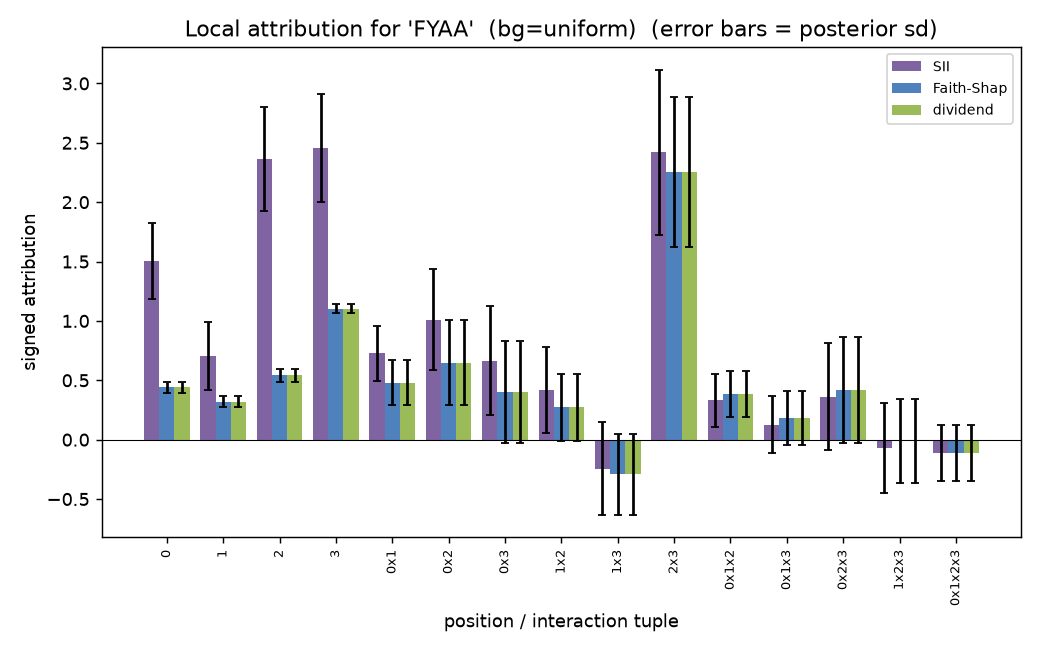 Local attribution for 'FYAA'  (bg=uniform)  (error bars = posterior sd)
SII
Faith-Shap
dividend
signed attribution
3.0
2.5
2.0
1.5
1.0
0.5
0.0
−0.5
0
1
2
3
0x1
0x2
0x3
1x2
1x3
2x3
0x1x2
0x1x3
0x2x3
1x2x3
0x1x2x3
position / interaction tuple